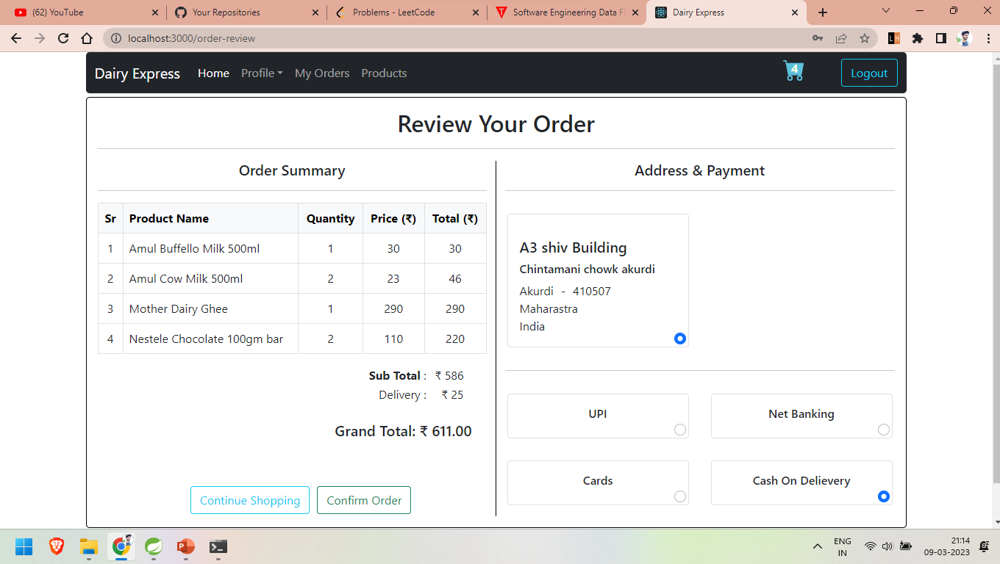 (62) YouTube
Your Repositories
Problems - LeetCode
Software Engineering Data Fl
Dairy Express
localhost:3000/order-review
L H
Dairy Express Home Profile My Orders Products 4 Logout
Review Your Order
Order Summary
Sr Product Name Quantity Price (₹) Total (₹)
1 Amul Buffello Milk 500ml 1 30 30
2 Amul Cow Milk 500ml 2 23 46
3 Mother Dairy Ghee 1 290 290
4 Nestele Chocolate 100gm bar 2 110 220
Sub Total : ₹ 586
Delivery : ₹ 25
Grand Total: ₹ 611.00
Continue Shopping Confirm Order
Address & Payment
A3 shiv Building
Chintamani chowk akurdi
Akurdi - 410507
Maharastra
India
UPI Net Banking
Cards Cash On Delievery
ENG
IN
21:14
09-03-2023